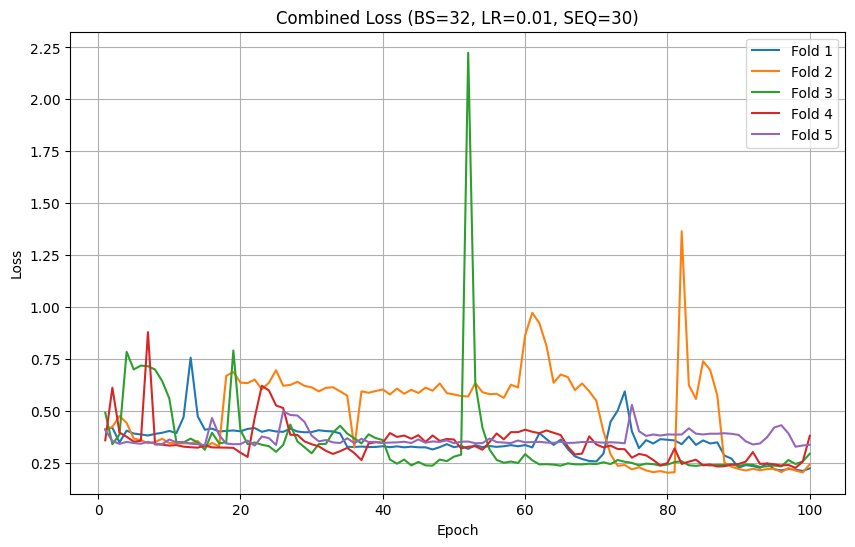 Combined Loss (BS=32, LR=0.01, SEQ=30)
Fold 1
Fold 2
Fold 3
Fold 4
Fold 5
2.25
2.00
1.75
1.50
1.25
1.00
0.75
0.50
0.25
Loss
0 20 40 60 80 100
Epoch